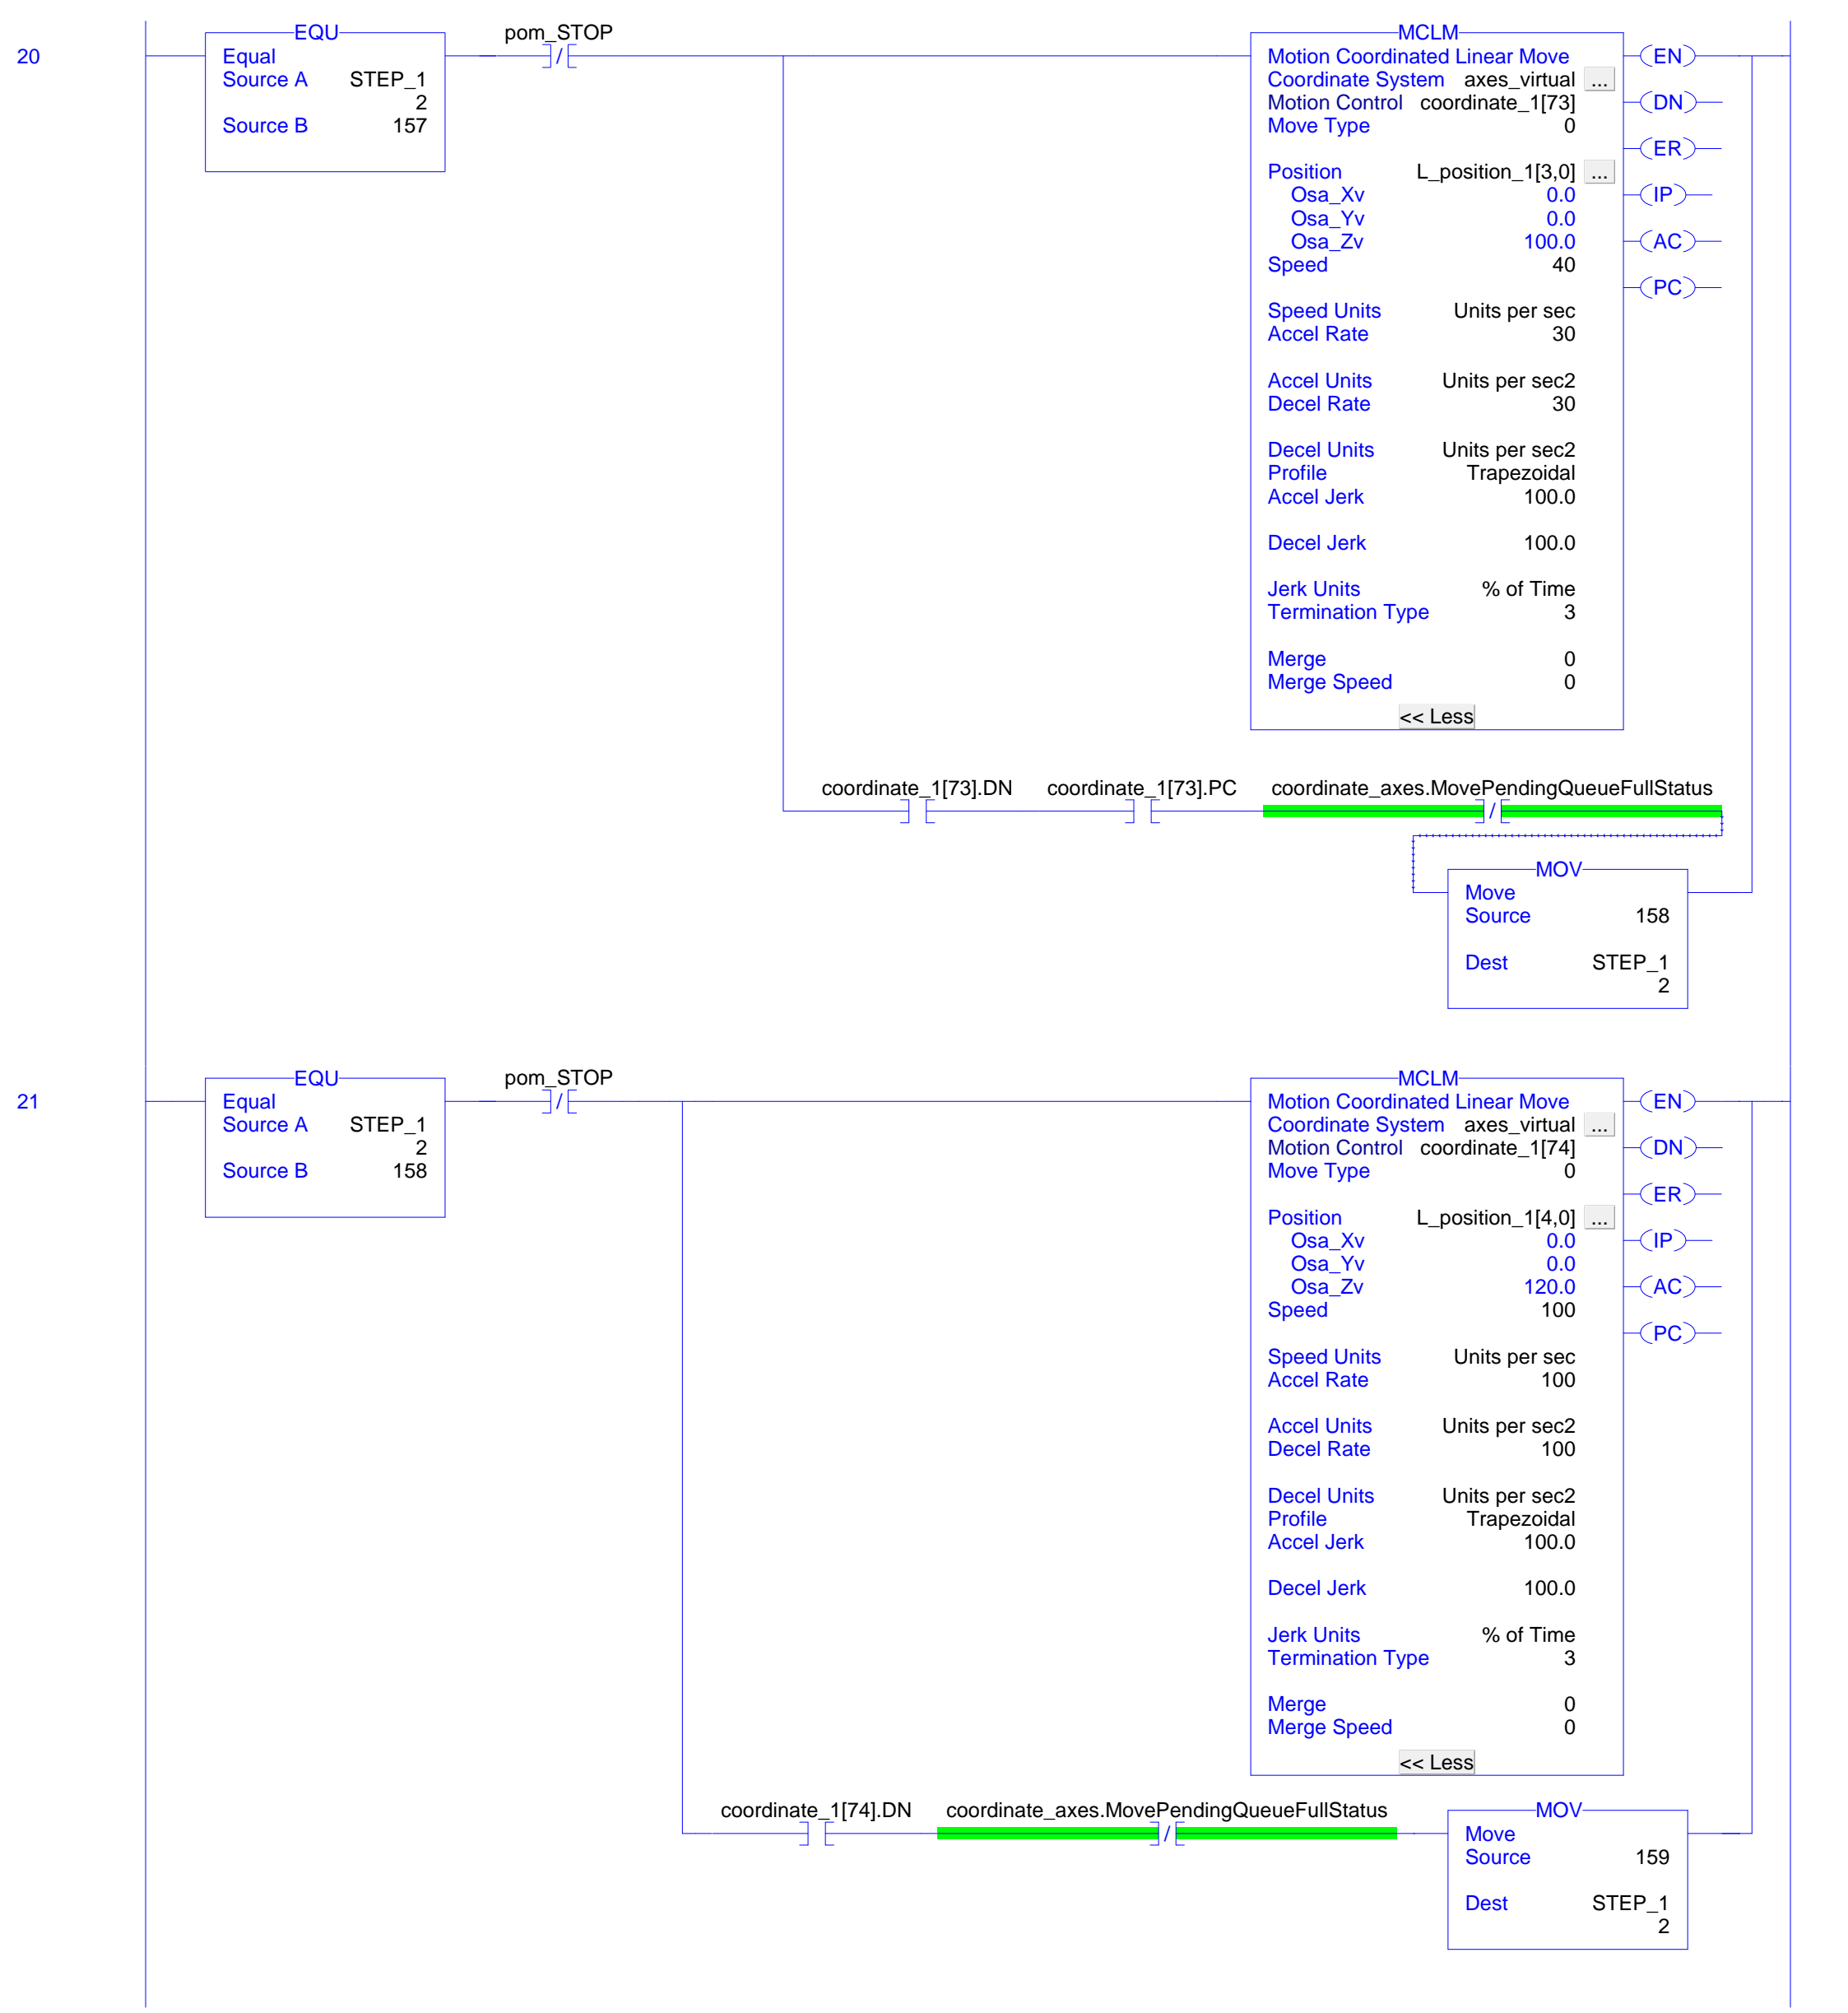 20
EQU
Equal
Source A STEP_1
2
Source B 157
pom_STOP
MCLM
Motion Coordinated Linear Move
Coordinate System axes_virtual ...
Motion Control coordinate_1[73]
Move Type 0
Position L_position_1[3,0] ...
Osa_Xv 0.0
Osa_Yv 0.0
Osa_Zv 100.0
Speed 40
Speed Units Units per sec
Accel Rate 30
Accel Units Units per sec2
Decel Rate 30
Decel Units Units per sec2
Profile Trapezoidal
Accel Jerk 100.0
Decel Jerk 100.0
Jerk Units % of Time
Termination Type 3
Merge 0
Merge Speed 0
<< Less
EN
DN
ER
IP
AC
PC
coordinate_1[73].DN coordinate_1[73].PC coordinate_axes.MovePendingQueueFullStatus
MOV
Move
Source 158
Dest STEP_1
2
21
EQU
Equal
Source A STEP_1
2
Source B 158
pom_STOP
MCLM
Motion Coordinated Linear Move
Coordinate System axes_virtual ...
Motion Control coordinate_1[74]
Move Type 0
Position L_position_1[4,0] ...
Osa_Xv 0.0
Osa_Yv 0.0
Osa_Zv 120.0
Speed 100
Speed Units Units per sec
Accel Rate 100
Accel Units Units per sec2
Decel Rate 100
Decel Units Units per sec2
Profile Trapezoidal
Accel Jerk 100.0
Decel Jerk 100.0
Jerk Units % of Time
Termination Type 3
Merge 0
Merge Speed 0
<< Less
EN
DN
ER
IP
AC
PC
coordinate_1[74].DN coordinate_axes.MovePendingQueueFullStatus
MOV
Move
Source 159
Dest STEP_1
2